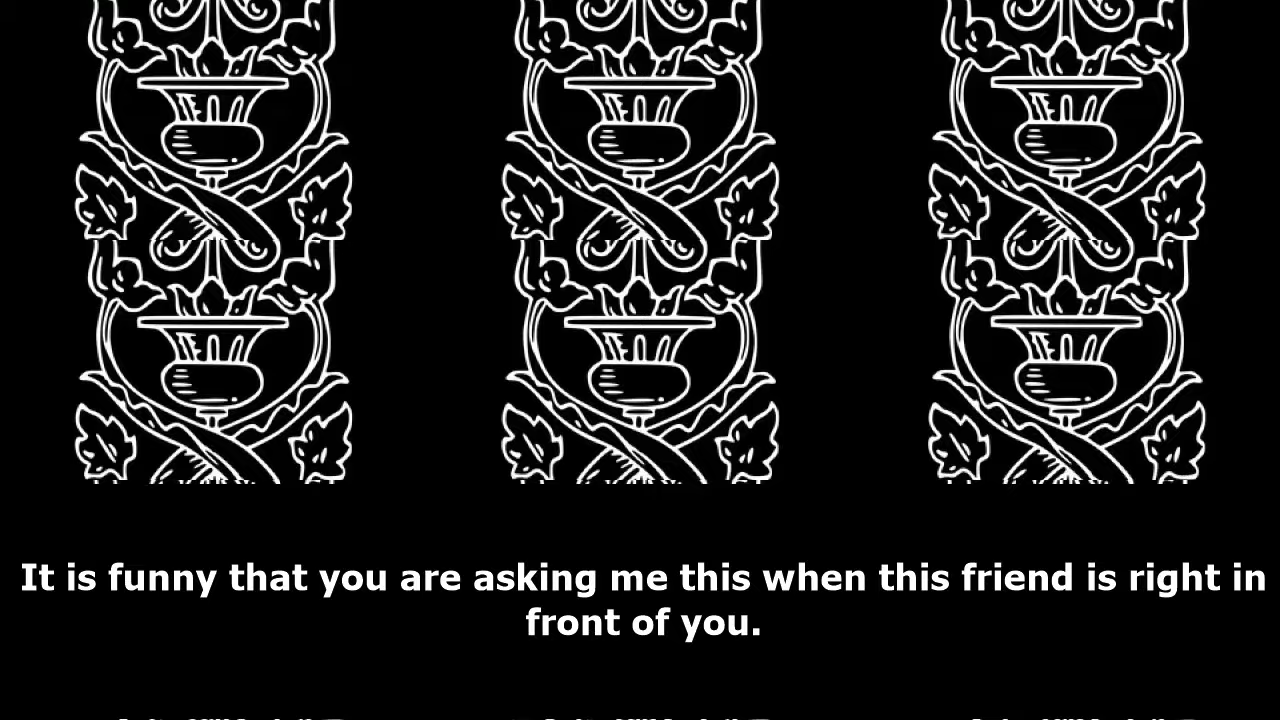 It is funny that you are asking me this when this friend is right in
front of you.